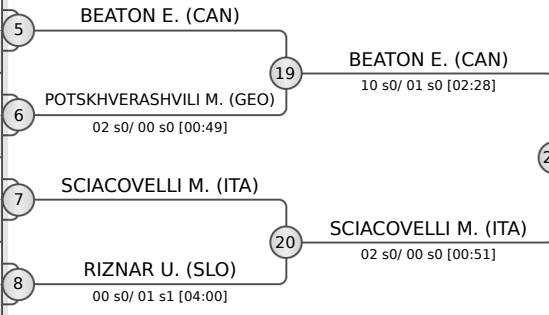 BEATON E. (CAN)
5
19
BEATON E. (CAN)
10 s0/ 01 s0 [02:28]
POTSKHVERASHVILI M. (GEO)
6
02 s0/ 00 s0 [00:49]
2
SCIACOVELLI M. (ITA)
7
20
SCIACOVELLI M. (ITA)
02 s0/ 00 s0 [00:51]
RIZNAR U. (SLO)
8
00 s0/ 01 s1 [04:00]